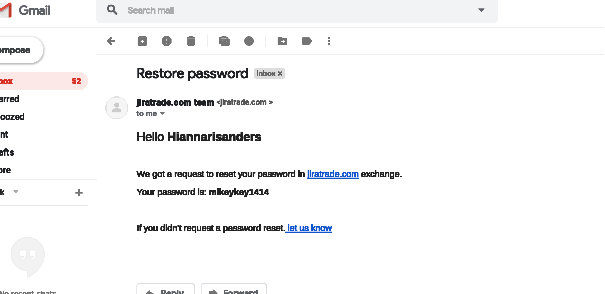 Gmail
Search mail
ompose
box 52
arred
oozed
nt
afts
ore
k
Restore password Inbox x
jiratrade.com team <jiratrade.com >
to me
Hello Hiannarisanders
We got a request to reset your password in jiratrade.com exchange.
Your password is: mikeykey1414
If you didn't request a password reset, let us know
Reply Forward
No recent chats